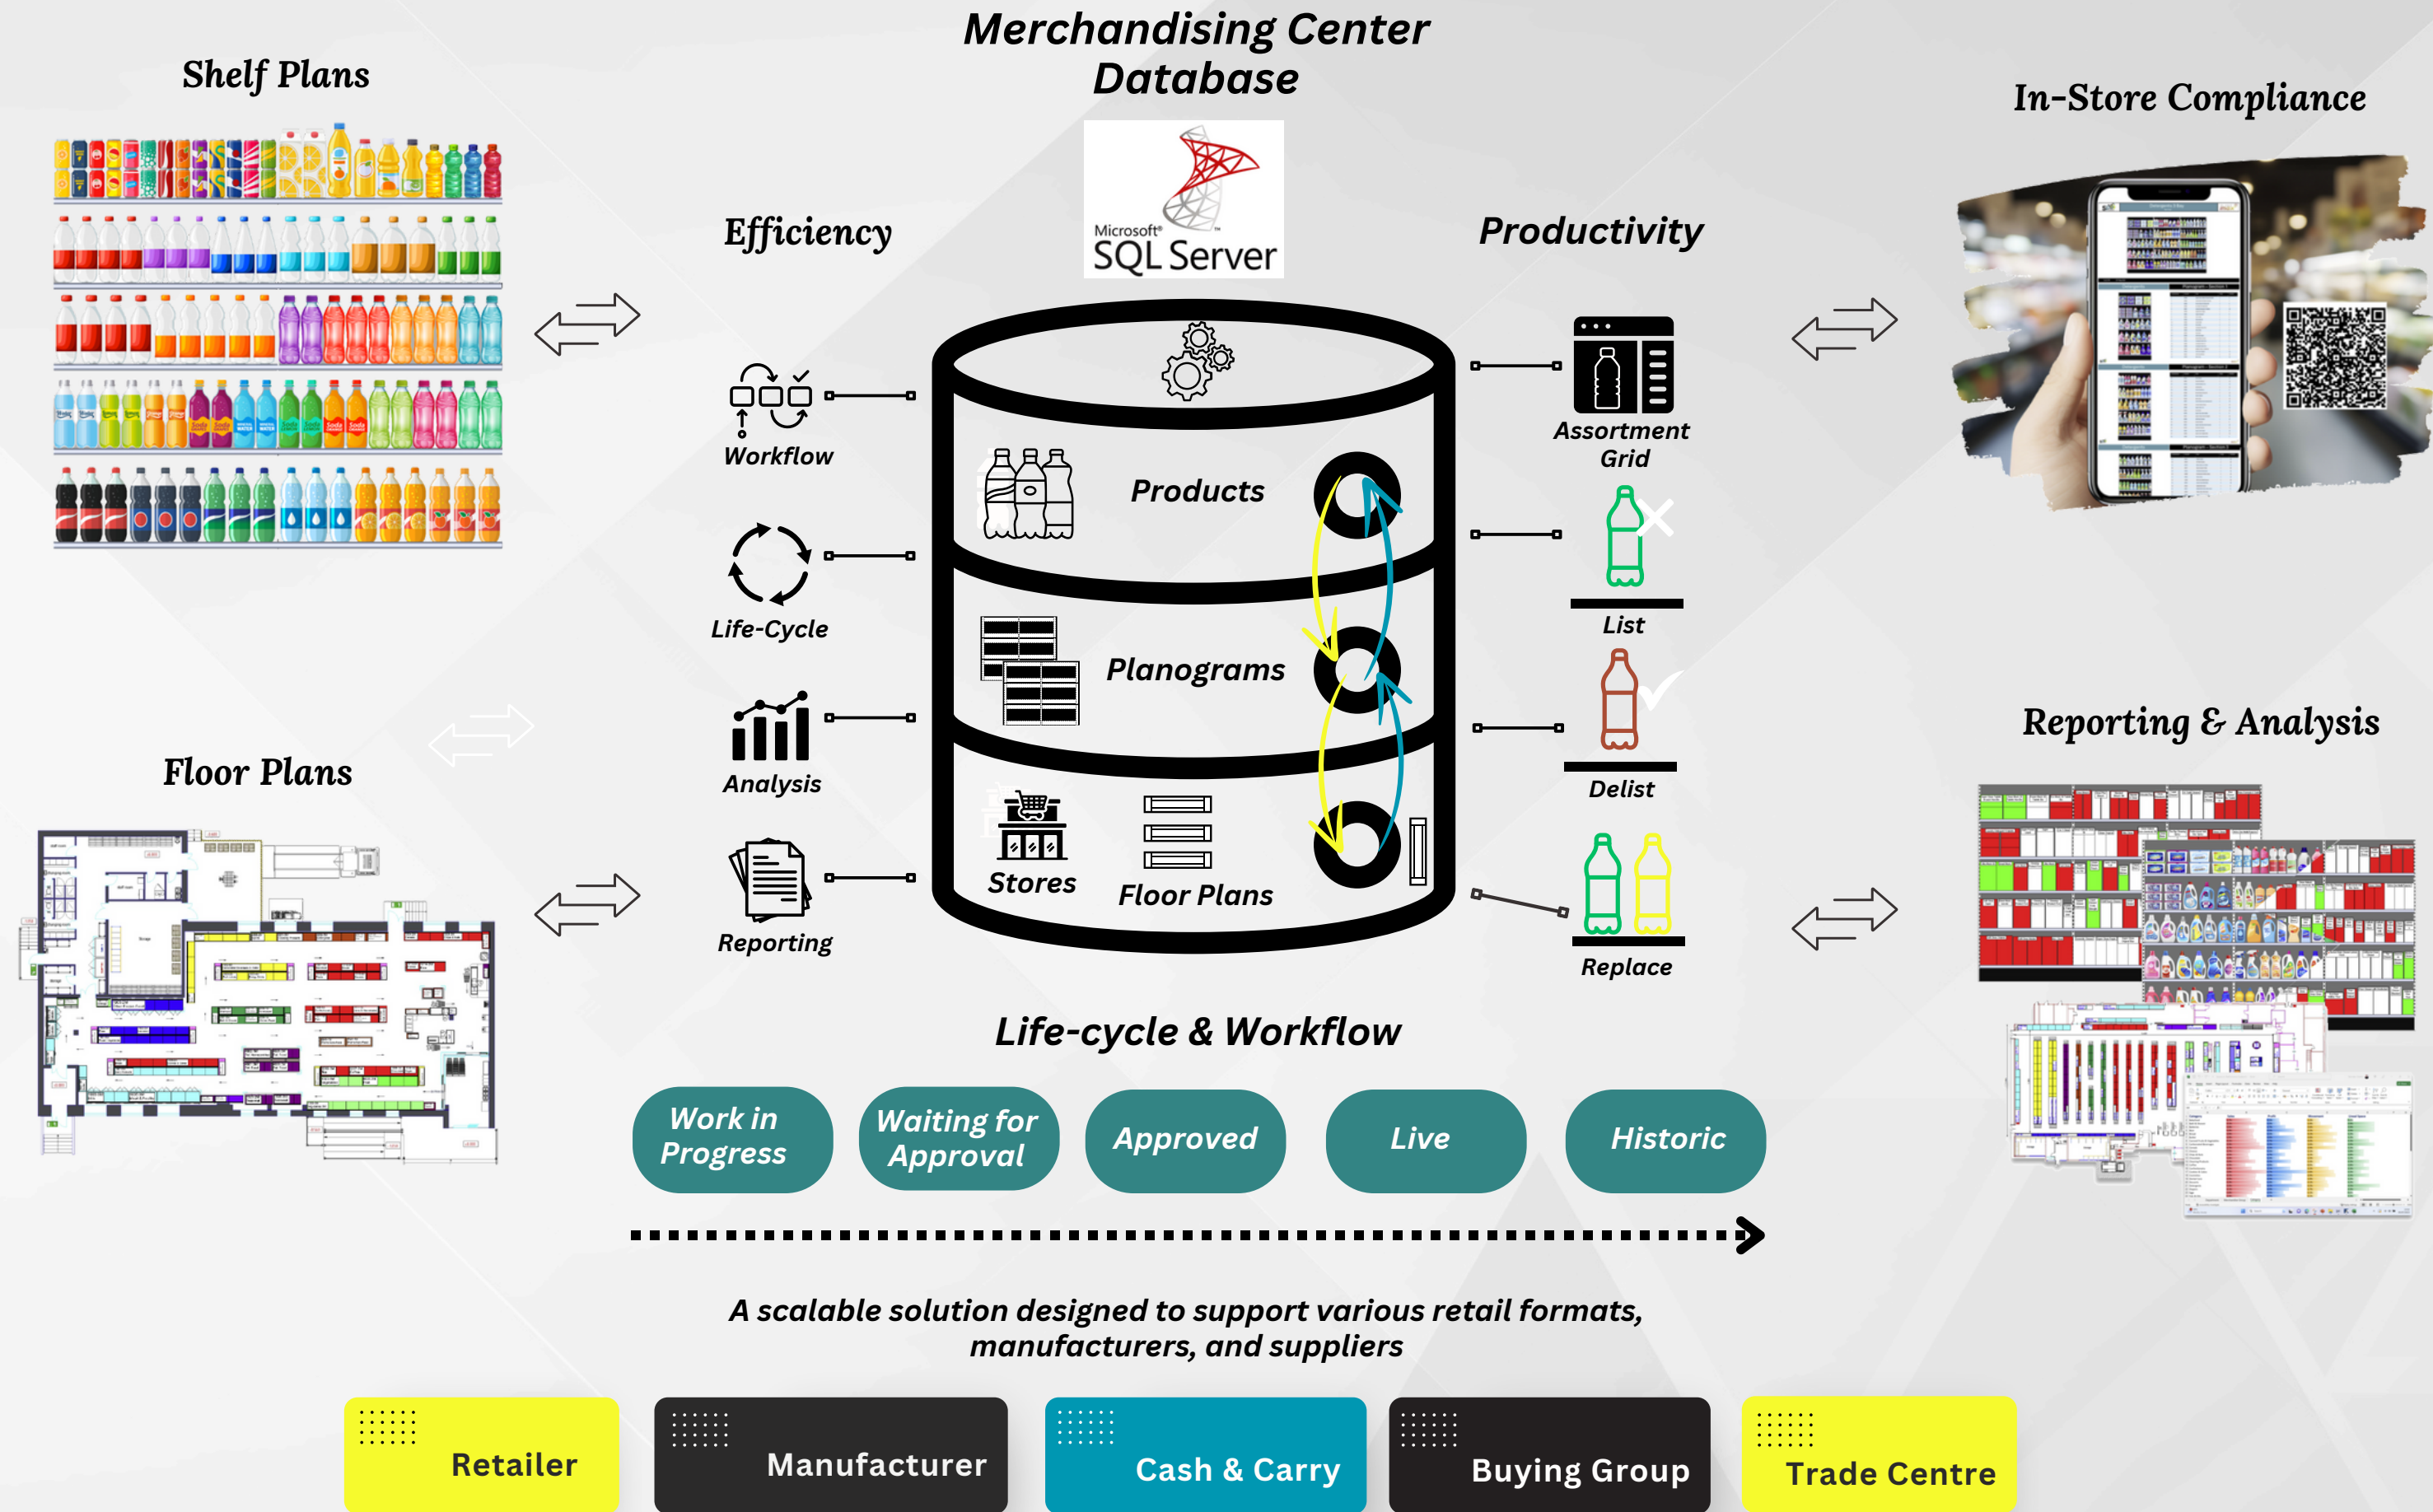 Merchandising Center
Database
Shelf Plans
In-Store Compliance
Microsoft®
SQL Server
™
Efficiency
Productivity
Workflow
Life-Cycle
Analysis
Reporting
Products
Planograms
Stores
Floor Plans
Assortment
Grid
List
Delist
Replace
Floor Plans
Reporting & Analysis
Life-cycle & Workflow
Work in
Progress
Waiting for
Approval
Approved
Live
Historic
A scalable solution designed to support various retail formats,
manufacturers, and suppliers
Retailer
Manufacturer
Cash & Carry
Buying Group
Trade Centre